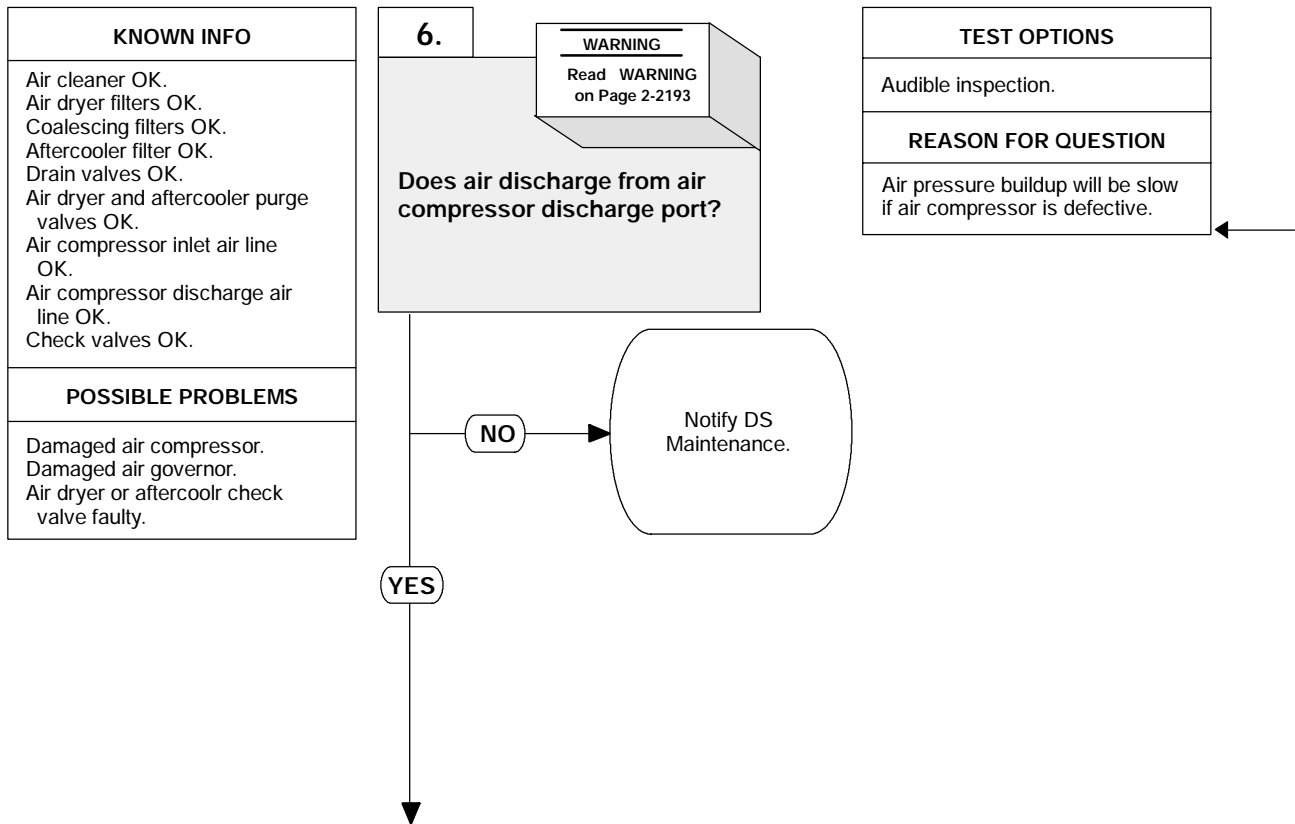 KNOWN INFO
Air cleaner OK.
Air dryer filters OK.
Coalescing filters OK.
Aftercooler filter OK.
Drain valves OK.
Air dryer and aftercooler purge
valves OK.
Air compressor inlet air line
OK.
Air compressor discharge air
line OK.
Check valves OK.
POSSIBLE PROBLEMS
Damaged air compressor.
Damaged air governor.
Air dryer or aftercoolr check
valve faulty.
6.
WARNING
Read WARNING
on Page 2-2193
Does air discharge from air
compressor discharge port?
NO
Notify DS
Maintenance.
YES
TEST OPTIONS
Audible inspection.
REASON FOR QUESTION
Air pressure buildup will be slow
if air compressor is defective.